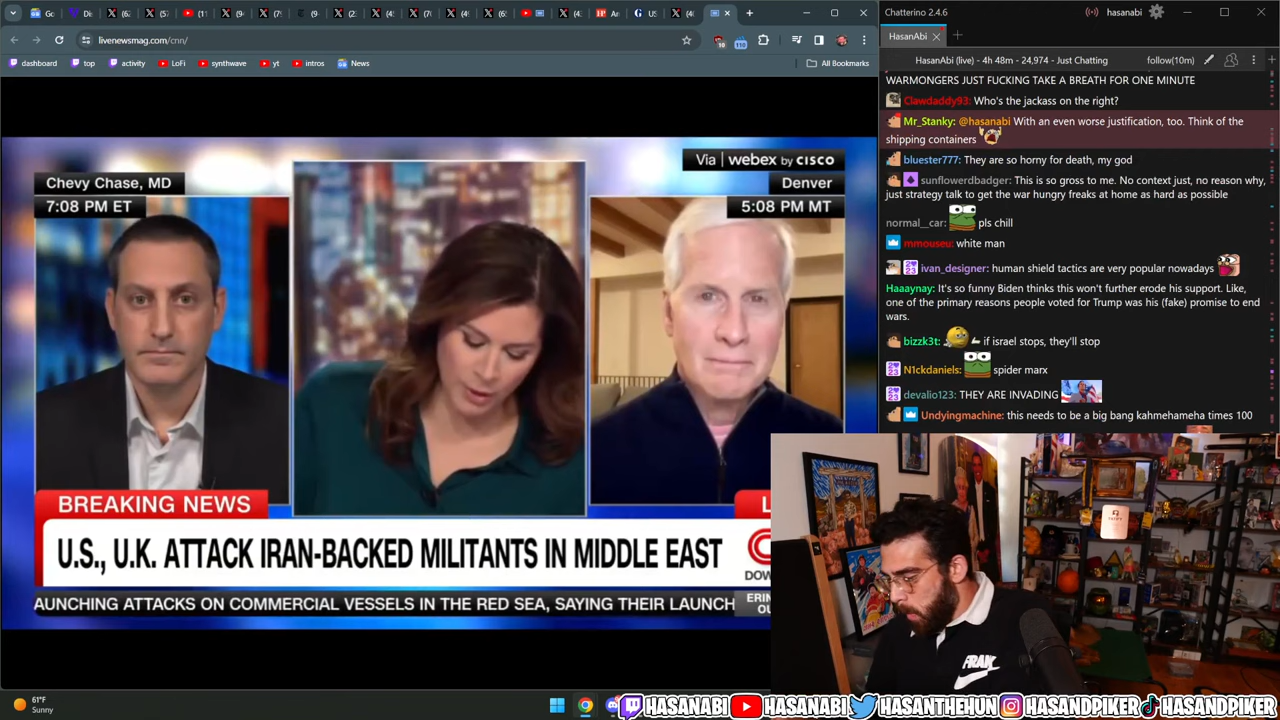 Chatterino 2.4.6
hasanabi
livenewsmag.com/cnn/
HasanAbi
dashboard
top
activity
LoFi
synthwave
yt
intros
News
All Bookmarks
HasanAbi (live) - 4h 48m - 24,974 - Just Chatting
follow(10m)
WARMONGERS JUST FUCKING TAKE A BREATH FOR ONE MINUTE
Clawdaddy93: Who's the jackass on the right?
Mr_Stanky: @hasanabi With an even worse justification, too. Think of the
shipping containers
bluester777: They are so horny for death, my god
sunflowerdbadger: This is so gross to me. No context just, no reason why,
just strategy talk to get the war hungry freaks at home as hard as possible
normal__car: pls chill
mmouseu: white man
ivan_designer: human shield tactics are very popular nowadays
Haaaynay: It's so funny Biden thinks this won't further erode his support. Like,
one of the primary reasons people voted for Trump was his (fake) promise to end
wars.
bizzk3t: if israel stops, they'll stop
N1ckdaniels: spider marx
devalio123: THEY ARE INVADING
Undyingmachine: this needs to be a big bang kahmehameha times 100
Via | webex by CISCO
Chevy Chase, MD
Denver
7:08 PM ET
5:08 PM MT
BREAKING NEWS
U.S., U.K. ATTACK IRAN-BACKED MILITANTS IN MIDDLE EAST
AUNCHING ATTACKS ON COMMERCIAL VESSELS IN THE RED SEA, SAYING THEIR LAUNCH
ERIN
OU
61°F
Sunny
HASANABI
HASANABI
HASANTHEHUN
HASANDPIKER
HASANDPIKER